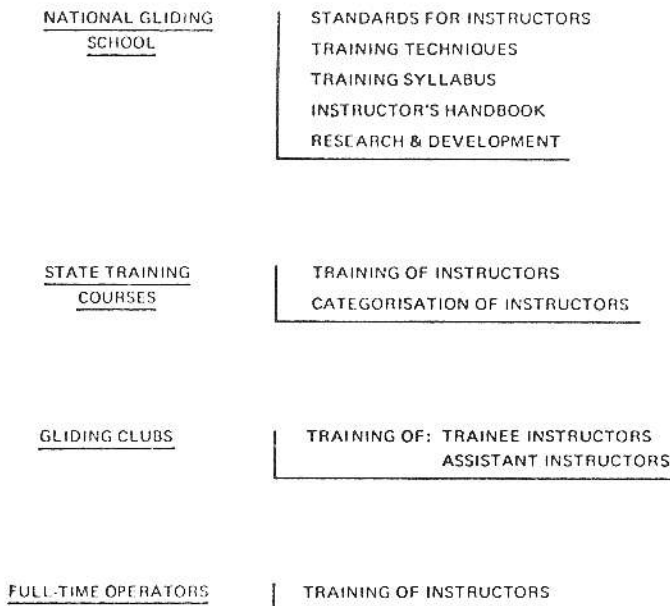 NATIONAL GLIDING
SCHOOL
STANDARDS FOR INSTRUCTORS
TRAINING TECHNIQUES
TRAINING SYLLABUS
INSTRUCTOR'S HANDBOOK
RESEARCH & DEVELOPMENT
STATE TRAINING
COURSES
TRAINING OF INSTRUCTORS
CATEGORISATION OF INSTRUCTORS
GLIDING CLUBS
TRAINING OF: TRAINEE INSTRUCTORS
ASSISTANT INSTRUCTORS
FULL-TIME OPERATORS
TRAINING OF INSTRUCTORS